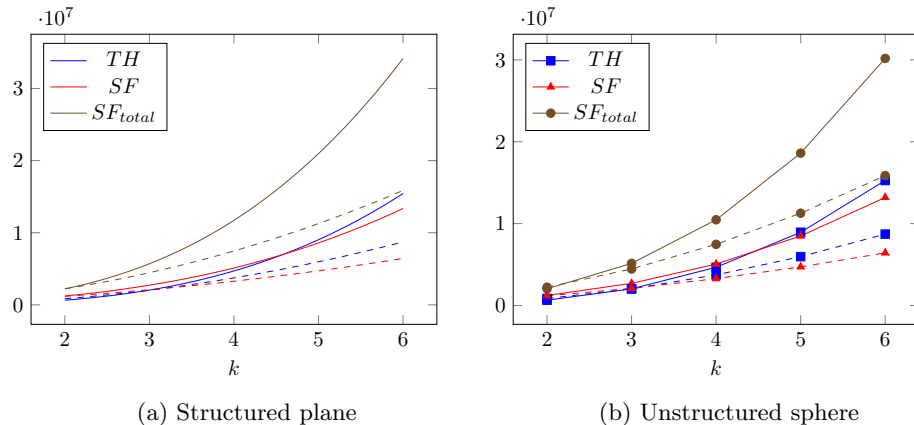 ·10^7
TH
SF
SF_total
3
2
1
0
2 3 4 5 6
k
(a) Structured plane
·10^7
TH
SF
SF_total
3
2
1
0
2 3 4 5 6
k
(b) Unstructured sphere